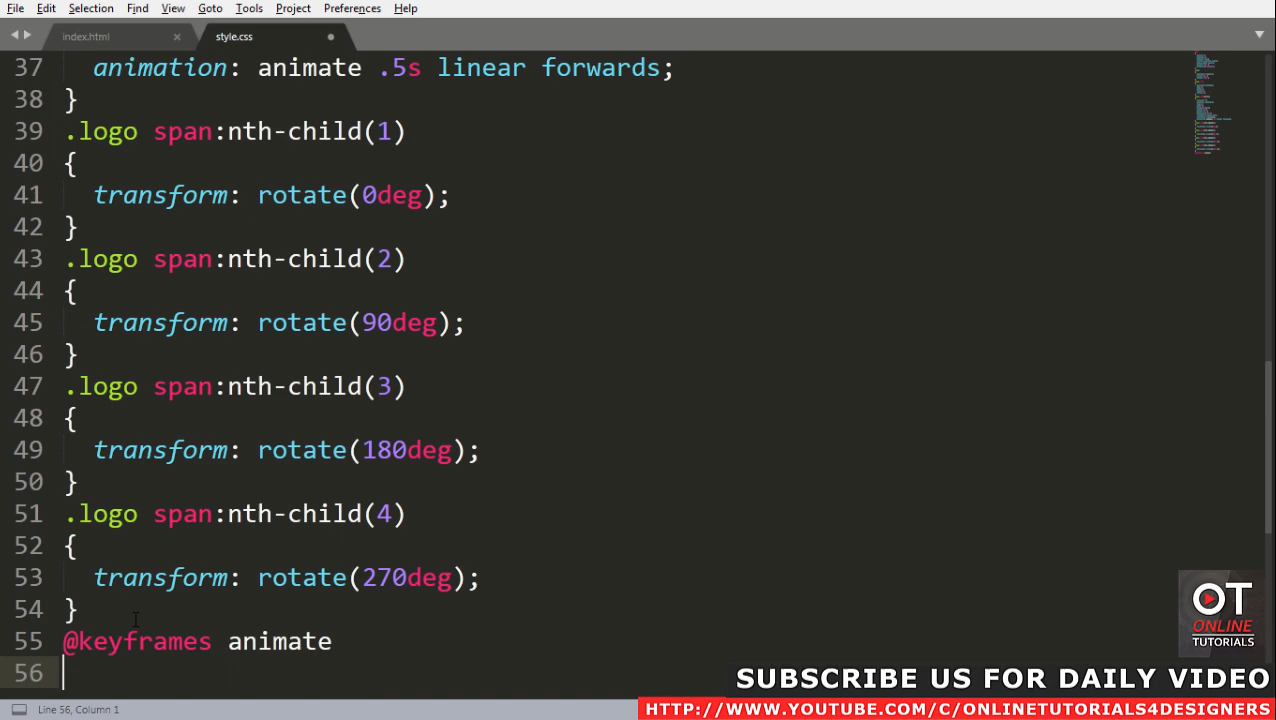 File Edit Selection Find View Goto Tools Project Preferences Help
index.html style.css
37 animation: animate .5s linear forwards;
38 }
39 .logo span:nth-child(1)
40 {
41 transform: rotate(0deg);
42 }
43 .logo span:nth-child(2)
44 {
45 transform: rotate(90deg);
46 }
47 .logo span:nth-child(3)
48 {
49 transform: rotate(180deg);
50 }
51 .logo span:nth-child(4)
52 {
53 transform: rotate(270deg);
54 }
55 @keyframes animate
56
OT
ONLINE
TUTORIALS
SUBSCRIBE US FOR DAILY VIDEO
Line 56, Column 1
HTTP://WWW.YOUTUBE.COM/C/ONLINETUTORIALS4DESIGNERS